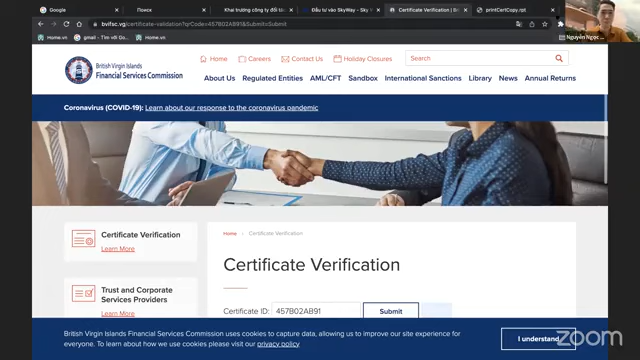 Google
Поиск
Khai trương công ty đối tá
Đầu tư vào SkyWay - Sky W
Certificate Verification | Br
printCertCopy.rpt
bvifsc.vg/certificate-validation?qrCode=457B02AB91&Submit=Submit
Home.vn
gmail - Tìm với Go...
Home.vn
Nguyễn Ngọc
British Virgin Islands
Financial Services Commission
Home
Careers
Contact Us
Holiday Closures
Search
About Us
Regulated Entities
AML/CFT
Sandbox
International Sanctions
Library
News
Annual Returns
Coronavirus (COVID-19): Learn about our response to the coronavirus pandemic
Certificate Verification
Learn More
Trust and Corporate
Services Providers
Learn More
Home
Certificate Verification
Certificate Verification
Certificate ID:
457B02AB91
Submit
British Virgin Islands Financial Services Commission uses cookies to capture data, allowing us to improve our site experience for
everyone. To learn about how we use cookies please visit our privacy policy
I understand
zoom